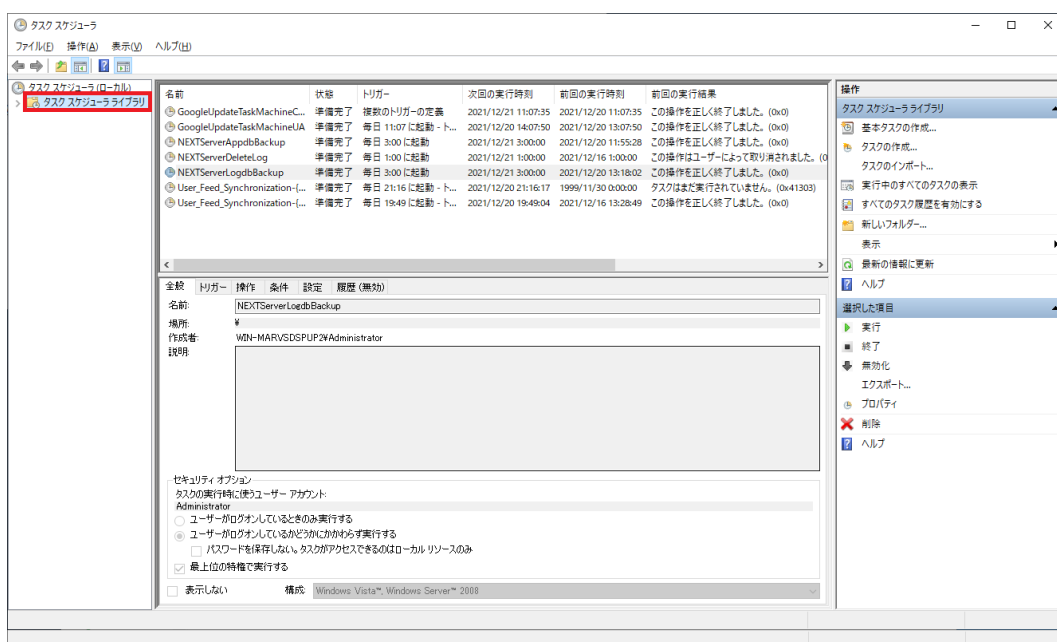 タスク スケジューラ
ファイル(F) 操作(A) 表示(V) ヘルプ(H)
タスク スケジューラ (ローカル)
タスク スケジューラ ライブラリ
名前 状態 トリガー 次回の実行時刻 前回の実行時刻 前回の実行結果
GoogleUpdateTaskMachineC... 準備完了 複数のトリガーの定義 2021/12/21 11:07:35 2021/12/20 11:07:35 この操作を正しく終了しました。 (0x0)
GoogleUpdateTaskMachineUA 準備完了 毎日 11:07 に起動 - ト... 2021/12/20 14:07:50 2021/12/20 13:07:50 この操作を正しく終了しました。 (0x0)
NEXTServerAppdbBackup 準備完了 毎日 3:00 に起動 2021/12/21 3:00:00 2021/12/20 11:55:28 この操作を正しく終了しました。 (0x0)
NEXTServerDeleteLog 準備完了 毎日 1:00 に起動 2021/12/21 1:00:00 2021/12/16 1:00:00 この操作はユーザーによって取り消されました。 (0
NEXTServerLogdbBackup 準備完了 毎日 3:00 に起動 2021/12/21 3:00:00 2021/12/20 13:18:02 この操作を正しく終了しました。 (0x0)
User_Feed_Synchronization-{... 準備完了 毎日 21:16 に起動 - ト... 2021/12/20 21:16:17 1999/11/30 0:00:00 タスクはまだ実行されていません。 (0x41303)
User_Feed_Synchronization-{... 準備完了 毎日 19:49 に起動 - ト... 2021/12/20 19:49:04 2021/12/16 13:28:49 この操作を正しく終了しました。 (0x0)
全般 トリガー 操作 条件 設定 履歴 (無効)
名前: NEXTServerLogdbBackup
場所: ¥
作成者: WIN-MARVSDSPUP2¥Administrator
説明:
セキュリティ オプション
タスクの実行時に使うユーザー アカウント:
Administrator
ユーザーがログオンしているときのみ実行する
ユーザーがログオンしているかどうかにかかわらず実行する
パスワードを保存しない。タスクがアクセスできるのはローカル リソースのみ
最上位の特権で実行する
表示しない 構成: Windows Vista™, Windows Server™ 2008
操作
タスク スケジューラ ライブラリ
基本タスクの作成...
タスクの作成...
タスクのインポート...
実行中のすべてのタスクの表示
すべてのタスク履歴を有効にする
新しいフォルダー...
表示
最新の情報に更新
ヘルプ
選択した項目
実行
終了
無効化
エクスポート...
プロパティ
削除
ヘルプ